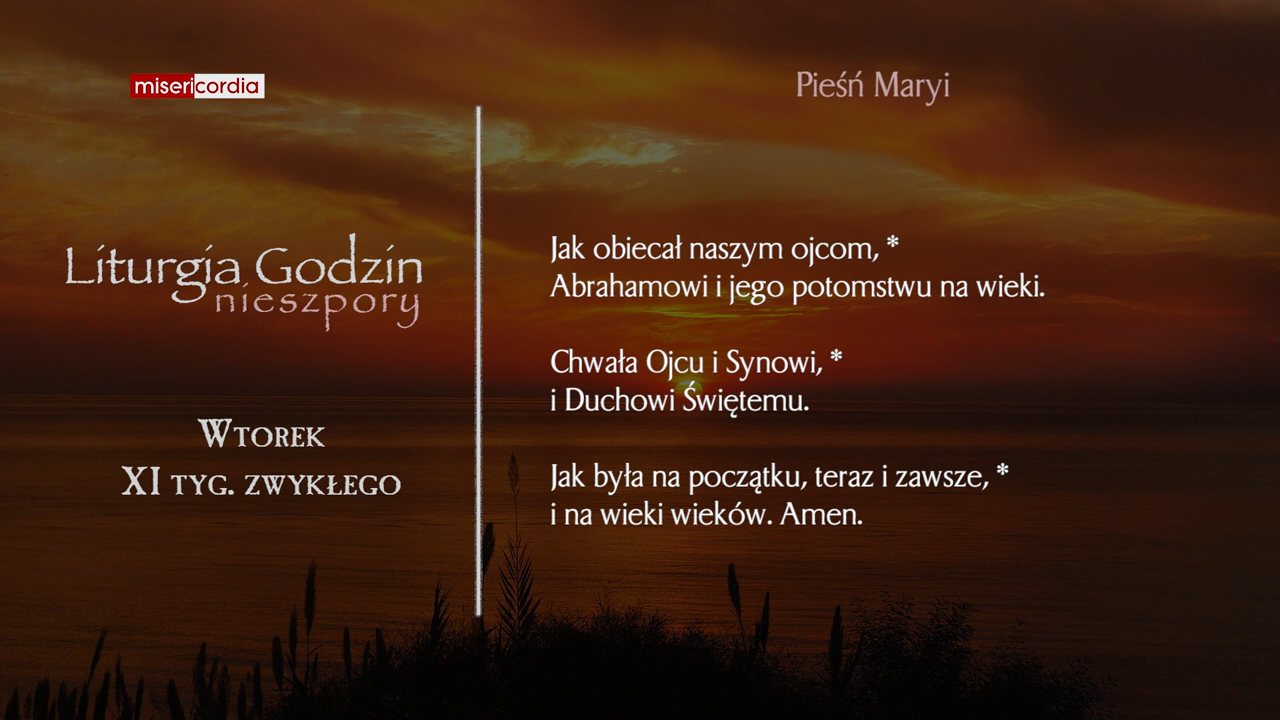 misericordia
Pieśń Maryi
Liturgia Godzin
nieszpory
Wtorek
XI tyg. zwykłego
Jak obiecał naszym ojcom, *
Abrahamowi i jego potomstwu na wieki.
Chwała Ojcu i Synowi, *
i Duchowi Świętemu.
Jak była na początku, teraz i zawsze, *
i na wieki wieków. Amen.